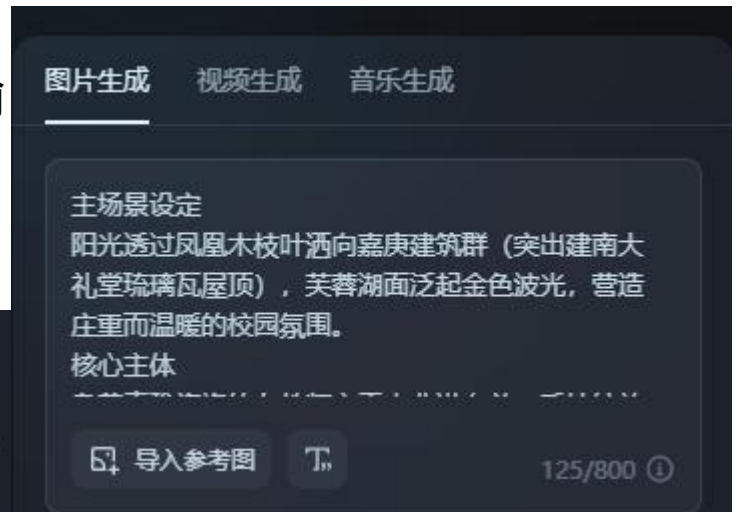 图片生成 视频生成 音乐生成
主场景设定
阳光透过凤凰木枝叶洒向嘉庚建筑群（突出建南大
礼堂琉璃瓦屋顶），芙蓉湖面泛起金色波光，营造
庄重而温暖的校园氛围。
核心主体
导入参考图 T 125/800